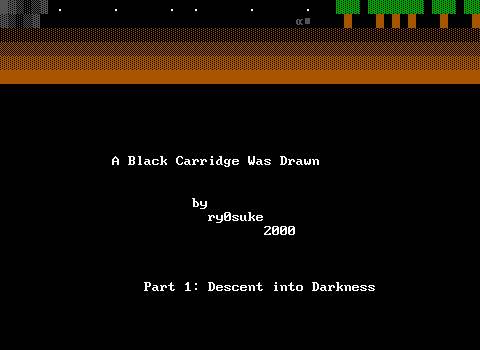 A Black Carridge Was Drawn
by
ry0suke
2000
Part 1: Descent into Darkness